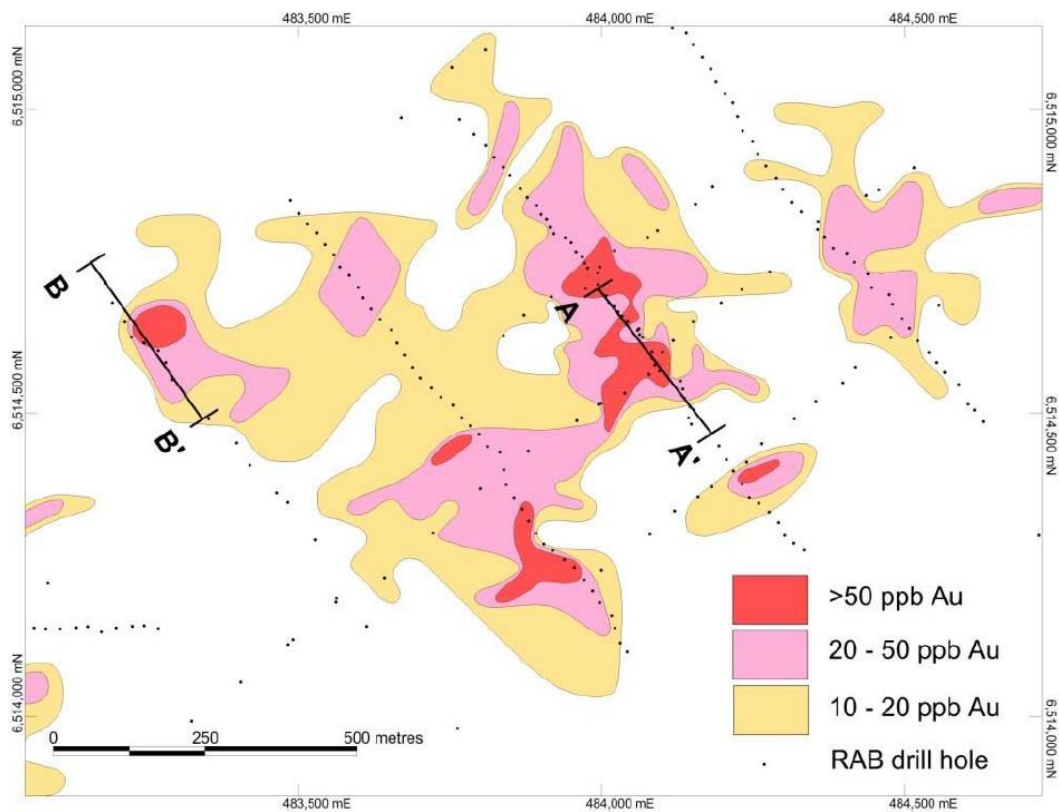 483,500 mE
484,000 mE
484,500 mE
6,515,000 mN
6,515,000 mN
B
A
6,514,500 mN
B'
A'
6,514,500 mN
>50 ppb Au
20 - 50 ppb Au
10 - 20 ppb Au
RAB drill hole
6,514,000 mN
6,514,000 mN
0
250
500 metres
483,500 mE
484,000 mE
484,500 mE